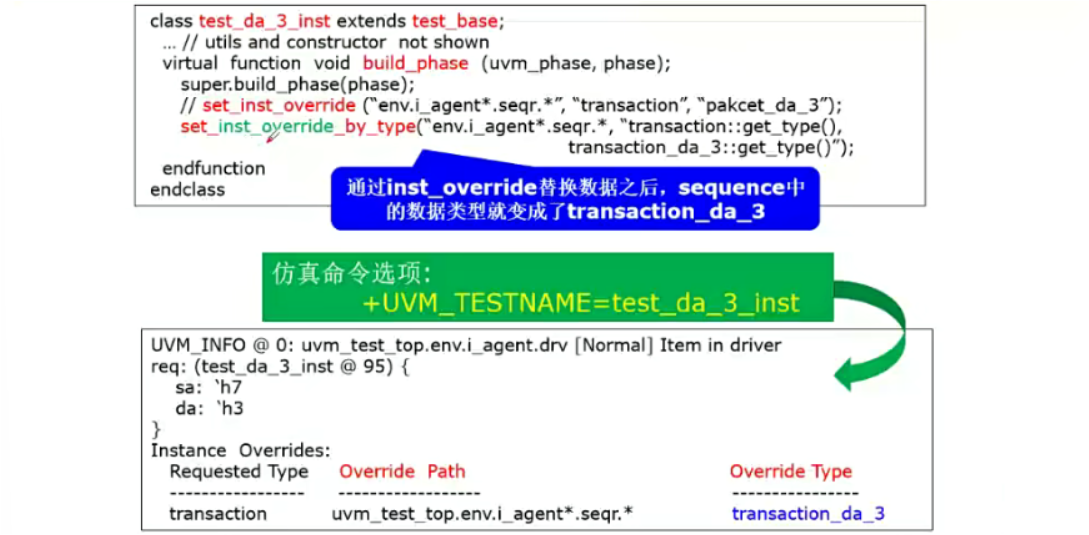 class test_da_3_inst extends test_base;
... // utils and constructor not shown
virtual function void build_phase (uvm_phase, phase);
super.build_phase(phase);
// set_inst_override (“env.i_agent*.seqr.*”, “transaction”, “pakcet_da_3”);
set_inst_override_by_type(“env.i_agent*.seqr.*, “transaction::get_type(),
transaction_da_3::get_type()”);
endfunction
endclass
通过inst_override替换数据之后，sequence中
的数据类型就变成了transaction_da_3
仿真命令选项:
+UVM_TESTNAME=test_da_3_inst
UVM_INFO @ 0: uvm_test_top.env.i_agent.drv [Normal] Item in driver
req: (test_da_3_inst @ 95) {
sa: ‘h7
da: ‘h3
}
Instance Overrides:
Requested Type Override Path Override Type
----------------- ------------------ ----------------
transaction uvm_test_top.env.i_agent*.seqr.* transaction_da_3